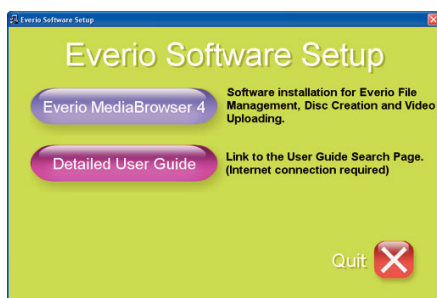 Everio Software Setup
Everio Software Setup
Everio MediaBrowser 4
Software installation for Everio File
Management, Disc Creation and Video
Uploading.
Detailed User Guide
Link to the User Guide Search Page.
(Internet connection required)
Quit